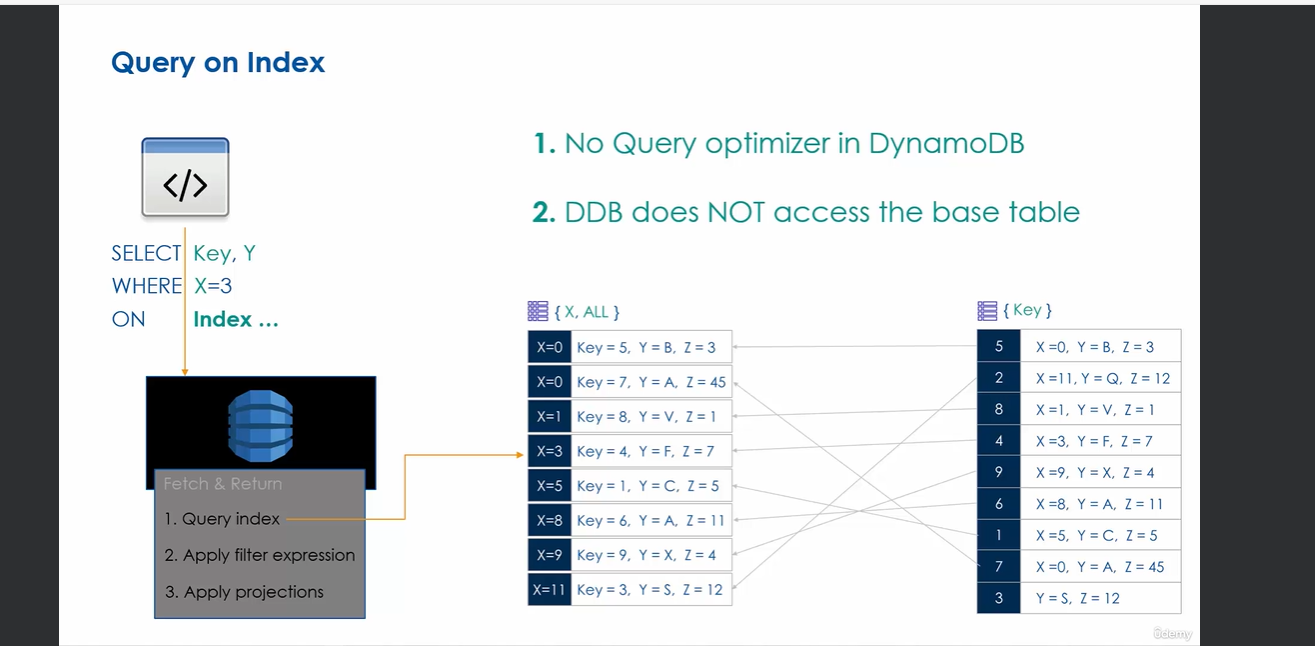 Query on Index
</>
1. No Query optimizer in DynamoDB
2. DDB does NOT access the base table
SELECT Key, Y
WHERE X=3
ON Index ...
Fetch & Return
1. Query index
2. Apply filter expression
3. Apply projections
{ X, ALL }
X=0 Key = 5, Y = B, Z = 3
X=0 Key = 7, Y = A, Z = 45
X=1 Key = 8, Y = V, Z = 1
X=3 Key = 4, Y = F, Z = 7
X=5 Key = 1, Y = C, Z = 5
X=8 Key = 6, Y = A, Z = 11
X=9 Key = 9, Y = X, Z = 4
X=11 Key = 3, Y = S, Z = 12
{ Key }
5 X =0, Y = B, Z = 3
2 X =11, Y = Q, Z = 12
8 X =1, Y = V, Z = 1
4 X =3, Y = F, Z = 7
9 X =9, Y = X, Z = 4
6 X =8, Y = A, Z = 11
1 X =5, Y = C, Z = 5
7 X =0, Y = A, Z = 45
3 Y = S, Z = 12
ûdemy